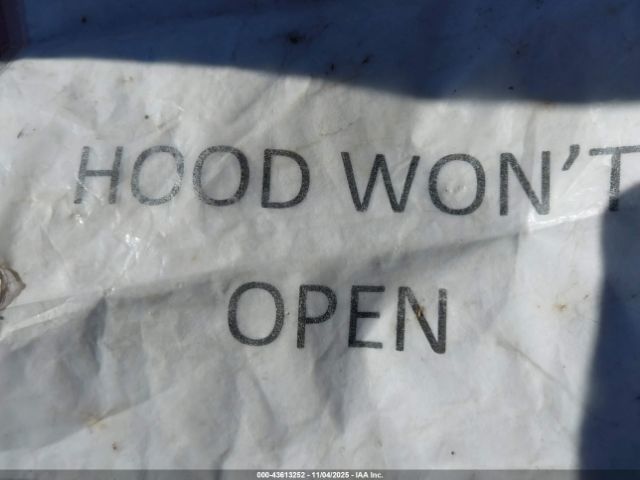 HOOD WON'T
OPEN
000-43613252 - 11/04/2025 - IAA Inc.